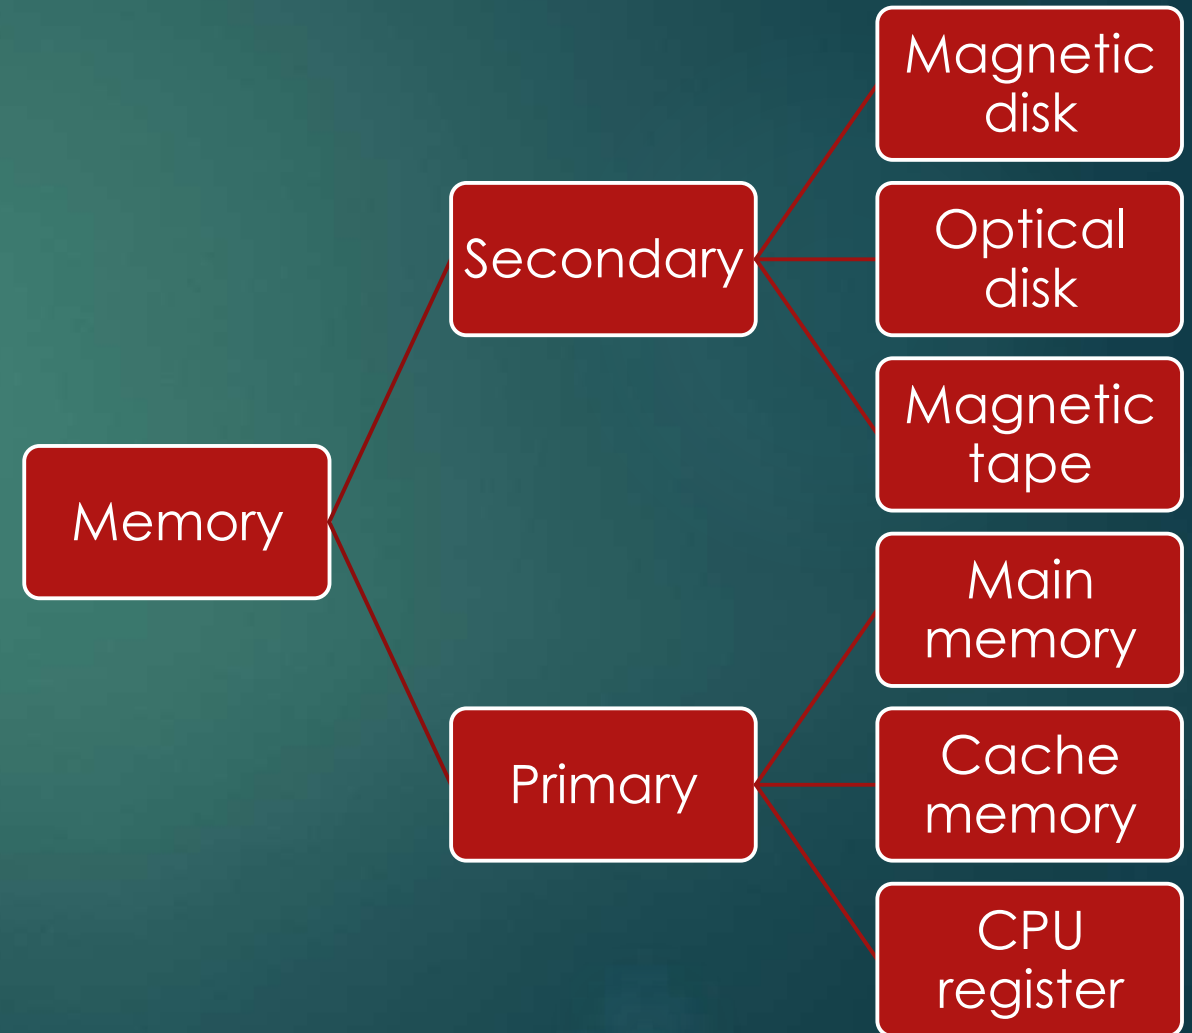 Memory
Secondary
Magnetic
disk
Optical
disk
Magnetic
tape
Primary
Main
memory
Cache
memory
CPU
register